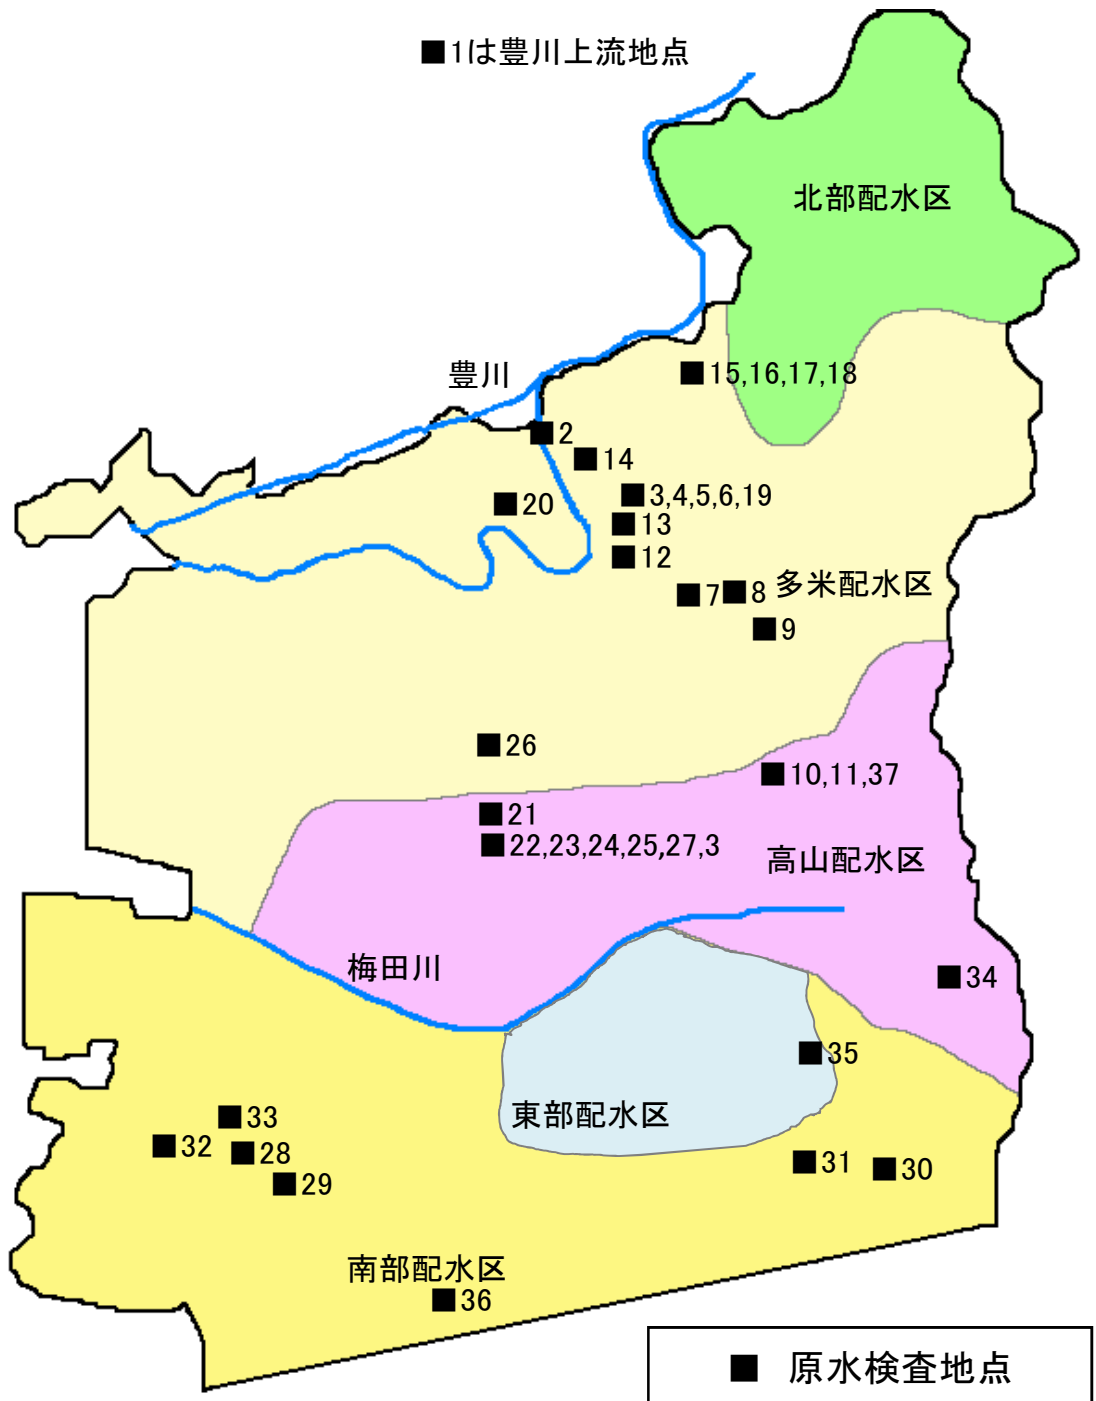 ■1は豊川上流地点
北部配水区
豊川
■15,16,17,18
■2
■14
■3,4,5,6,19
■20
■13
■12
■7
■8
多米配水区
■9
■26
■10,11,37
■21
■22,23,24,25,27,3
高山配水区
梅田川
■34
■35
東部配水区
■33
■32
■28
■31
■30
■29
南部配水区
■36
■ 原水検査地点